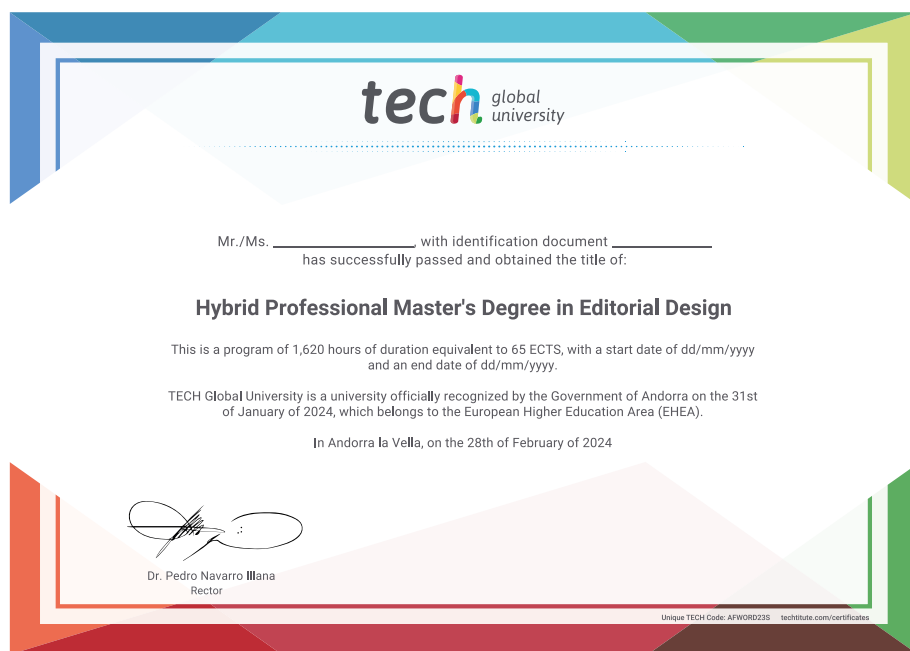 tech global
university
Mr./Ms. ____________, with identification document ____________
has successfully passed and obtained the title of:
Hybrid Professional Master's Degree in Editorial Design
This is a program of 1,620 hours of duration equivalent to 65 ECTS, with a start date of dd/mm/yyyy
and an end date of dd/mm/yyyy.
TECH Global University is a university officially recognized by the Government of Andorra on the 31st
of January of 2024, which belongs to the European Higher Education Area (EHEA).
In Andorra la Vella, on the 28th of February of 2024
Dr. Pedro Navarro Illana
Rector
Unique TECH Code: AFWORD23S techtitute.com/certificates